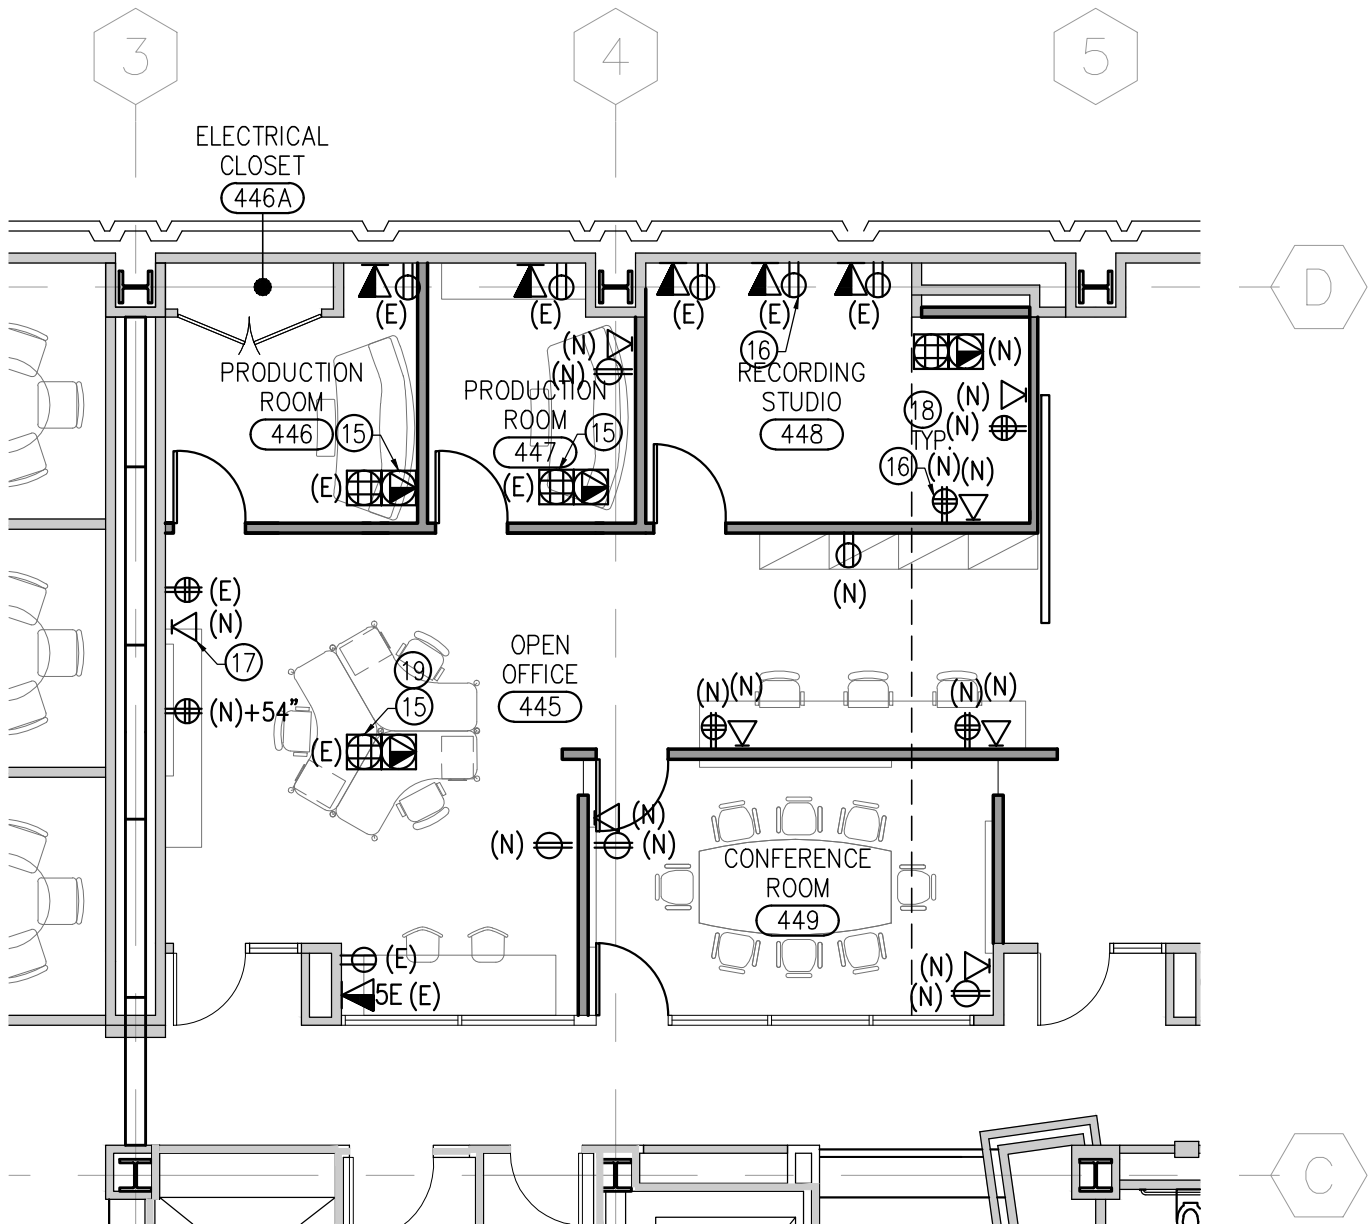 3
4
5
ELECTRICAL
CLOSET
446A
D
(E)
(E)
(E)
(E)
(E)
16
(N)
(N)
(N)
PRODUCTION
ROOM
446
15
PRODUCTION
ROOM
447
15
RECORDING
STUDIO
448
(N)
18
TYP.
(N)
16
(N)
(N)
(E)
(E)
(E)
(N)
17
(N)+54"
(N)
OPEN
OFFICE
445
19
15
(E)
(N)
(N)
(N)
(N)
(N)
(N)
(N)
CONFERENCE
ROOM
449
(E)
5E (E)
(N)
(N)
C